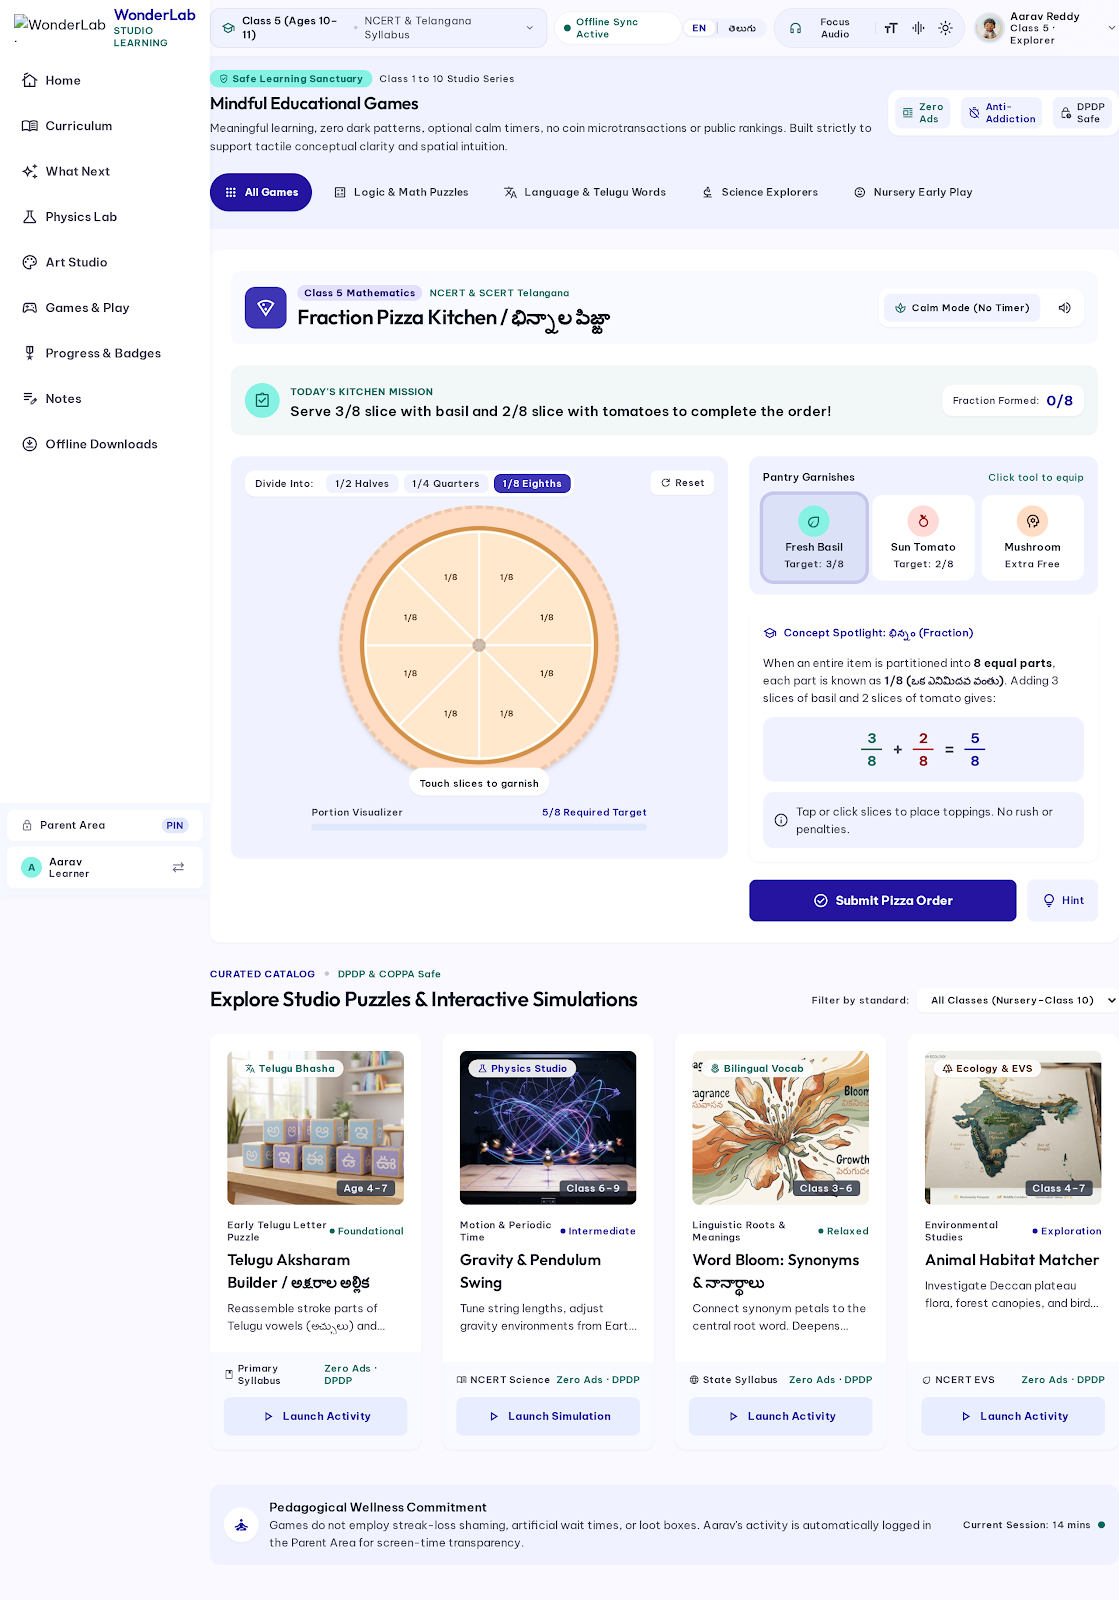 WonderLab
.
WonderLab
STUDIO
LEARNING
Home
Curriculum
What Next
Physics Lab
Art Studio
Games & Play
Progress & Badges
Notes
Offline Downloads
Parent Area
PIN
A
Aarav
Learner
Class 5 (Ages 10–
11)
•
NCERT & Telangana
Syllabus
Offline Sync
Active
EN
తెలుగు
Focus
Audio
Aarav Reddy
Class 5 ·
Explorer
Safe Learning Sanctuary
Class 1 to 10 Studio Series
Mindful Educational Games
Meaningful learning, zero dark patterns, optional calm timers, no coin microtransactions or public rankings. Built strictly to
support tactile conceptual clarity and spatial intuition.
Zero
Ads
Anti-
Addiction
DPDP
Safe
All Games
Logic & Math Puzzles
Language & Telugu Words
Science Explorers
Nursery Early Play
Class 5 Mathematics
NCERT & SCERT Telangana
Fraction Pizza Kitchen / భిన్నాల పిజ్జా
Calm Mode (No Timer)
TODAY'S KITCHEN MISSION
Serve 3/8 slice with basil and 2/8 slice with tomatoes to complete the order!
Fraction Formed: 0/8
Divide Into:
1/2 Halves
1/4 Quarters
1/8 Eighths
Reset
1/8
1/8
1/8
1/8
1/8
1/8
1/8
1/8
Touch slices to garnish
Portion Visualizer
5/8 Required Target
Pantry Garnishes
Click tool to equip
Fresh Basil
Target: 3/8
Sun Tomato
Target: 2/8
Mushroom
Extra Free
Concept Spotlight: భిన్నం (Fraction)
When an entire item is partitioned into 8 equal parts,
each part is known as 1/8 (ఒక ఎనిమిదవ వంతు). Adding 3
slices of basil and 2 slices of tomato gives:
3/8 + 2/8 = 5/8
Tap or click slices to place toppings. No rush or
penalties.
Submit Pizza Order
Hint
CURATED CATALOG
•
DPDP & COPPA Safe
Explore Studio Puzzles & Interactive Simulations
Filter by standard:
All Classes (Nursery–Class 10)
Telugu Bhasha
Age 4–7
Early Telugu Letter
Puzzle
Foundational
Telugu Aksharam
Builder / అక్షరాల అల్లిక
Reassemble stroke parts of
Telugu vowels (అచ్చులు) and…
Primary
Syllabus
Zero Ads ·
DPDP
Launch Activity
Physics Studio
Class 6–9
Motion & Periodic
Time
Intermediate
Gravity & Pendulum
Swing
Tune string lengths, adjust
gravity environments from Eart…
NCERT Science
Zero Ads · DPDP
Launch Simulation
Bilingual Vocab
ragrance
Bloom
Growth
Class 3–6
Linguistic Roots &
Meanings
Relaxed
Word Bloom: Synonyms
& నానార్థాలు
Connect synonym petals to the
central root word. Deepens…
State Syllabus
Zero Ads · DPDP
Launch Activity
Ecology & EVS
Class 4–7
Environmental
Studies
Exploration
Animal Habitat Matcher
Investigate Deccan plateau
flora, forest canopies, and bird…
NCERT EVS
Zero Ads · DPDP
Launch Activity
Pedagogical Wellness Commitment
Games do not employ streak-loss shaming, artificial wait times, or loot boxes. Aarav's activity is automatically logged in
the Parent Area for screen-time transparency.
Current Session: 14 mins